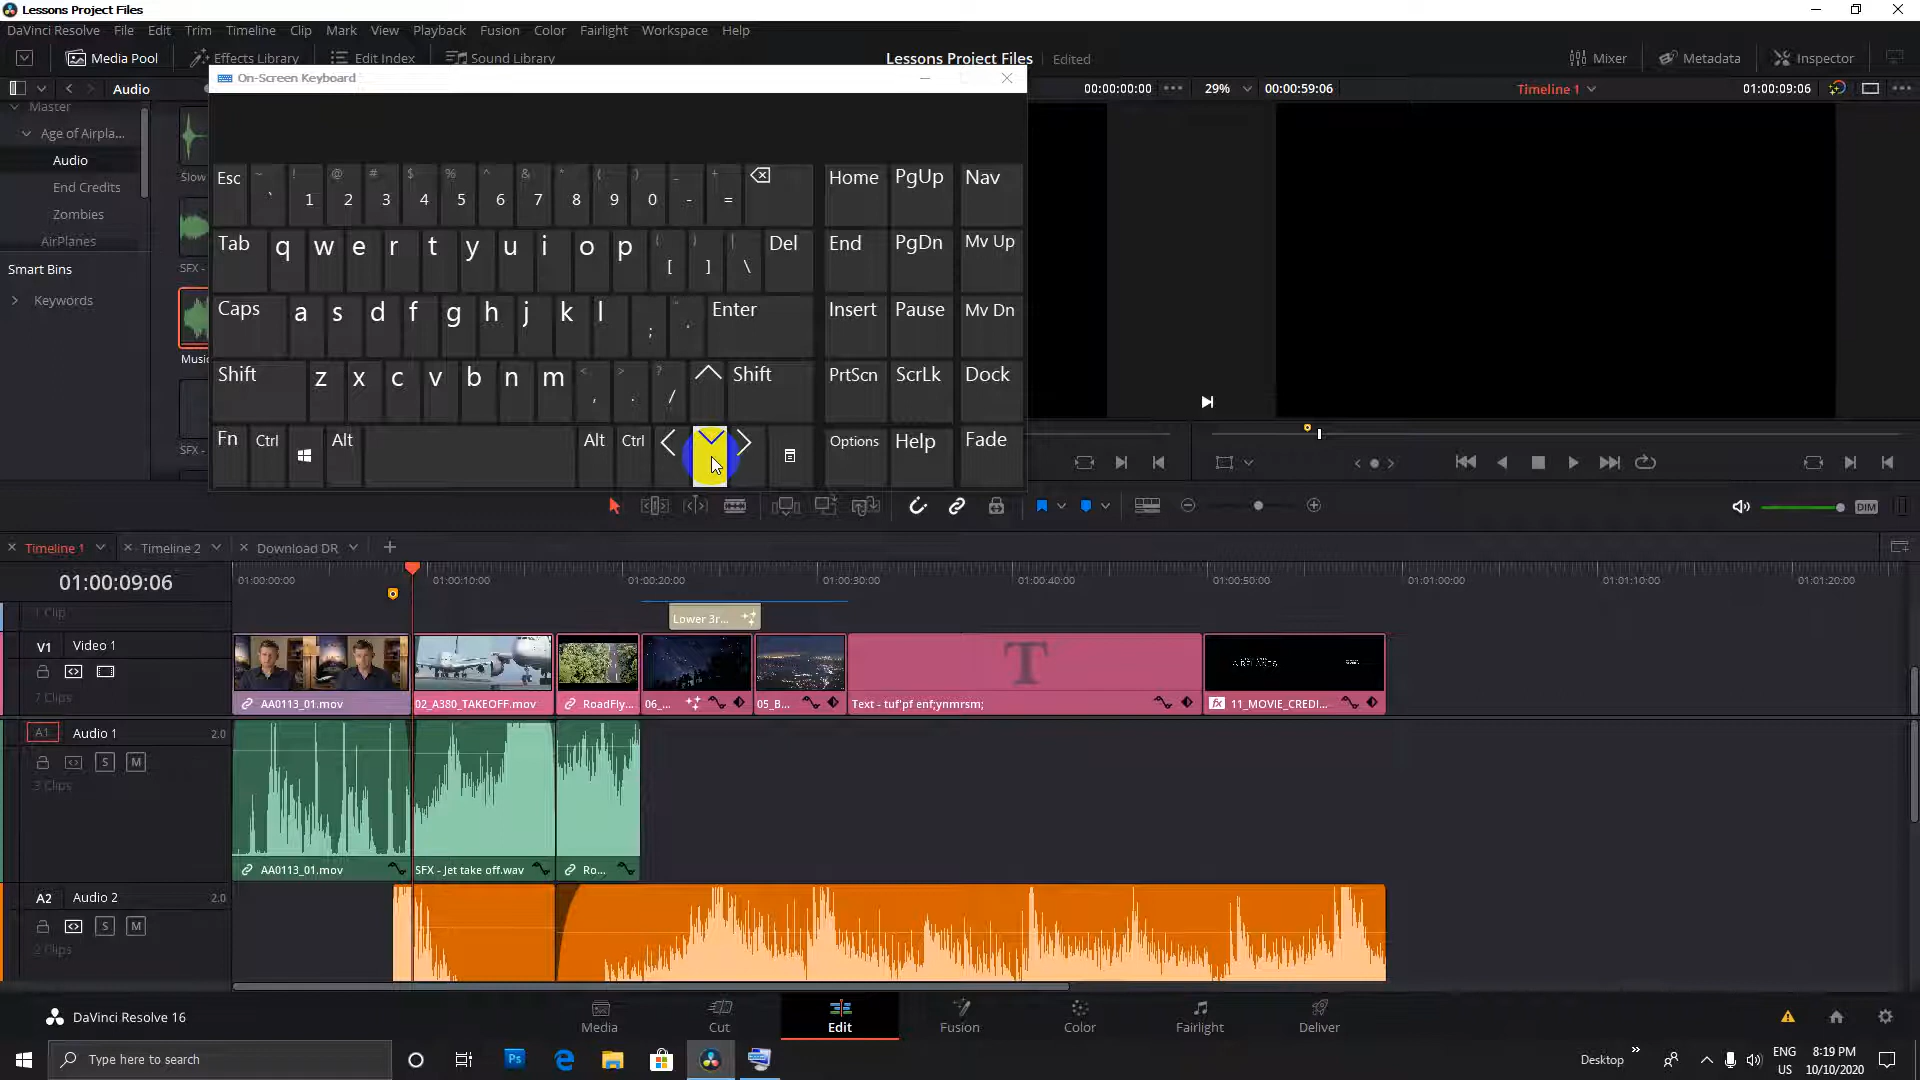 Lessons Project Files
DaVinci Resolve File Edit Trim Timeline Clip Mark View Playback Fusion Color Fairlight Workspace Help
Media Pool Effects Library Edit Index Sound Library Lessons Project Files Edited Mixer Metadata Inspector
On-Screen Keyboard
Audio 00:00:00:00 29% 00:00:59:06 Timeline 1 01:00:09:06
Master
Age of Airpla...
Audio
End Credits
Zombies
AirPlanes
Smart Bins
Keywords
Slow
SFX -
Music
SFX -
Esc ~ ` ! 1 @ 2 # 3 $ 4 % 5 ^ 6 & 7 * 8 ( 9 ) 0 _ - + = Home PgUp Nav
Tab q w e r t y u i o p [ ] | \ Del End PgDn Mv Up
Caps a s d f g h j k l ; " ' Enter Insert Pause Mv Dn
Shift z x c v b n m < , > . ? / Shift PrtScn ScrLk Dock
Fn Ctrl Alt Alt Ctrl Options Help Fade
DIM
Timeline 1 Timeline 2 Download DR
01:00:09:06 01:00:00:00 01:00:10:00 01:00:20:00 01:00:30:00 01:00:40:00 01:00:50:00 01:01:00:00 01:01:10:00 01:01:20:00
1 Clip
Lower 3r...
V1 Video 1
7 Clips
T
AA0113_01.mov 02_A380_TAKEOFF.mov RoadFly... 06_... 05_B... Text - tuf'pf enf;ynmrsm; fx 11_MOVIE_CREDI...
A1 Audio 1 2.0
S M
3 Clips
AA0113_01.mov SFX - Jet take off.wav Ro...
A2 Audio 2 2.0
S M
2 Clips
DaVinci Resolve 16 Media Cut Edit Fusion Color Fairlight Deliver
Type here to search Ps Desktop ENG US 8:19 PM 10/10/2020